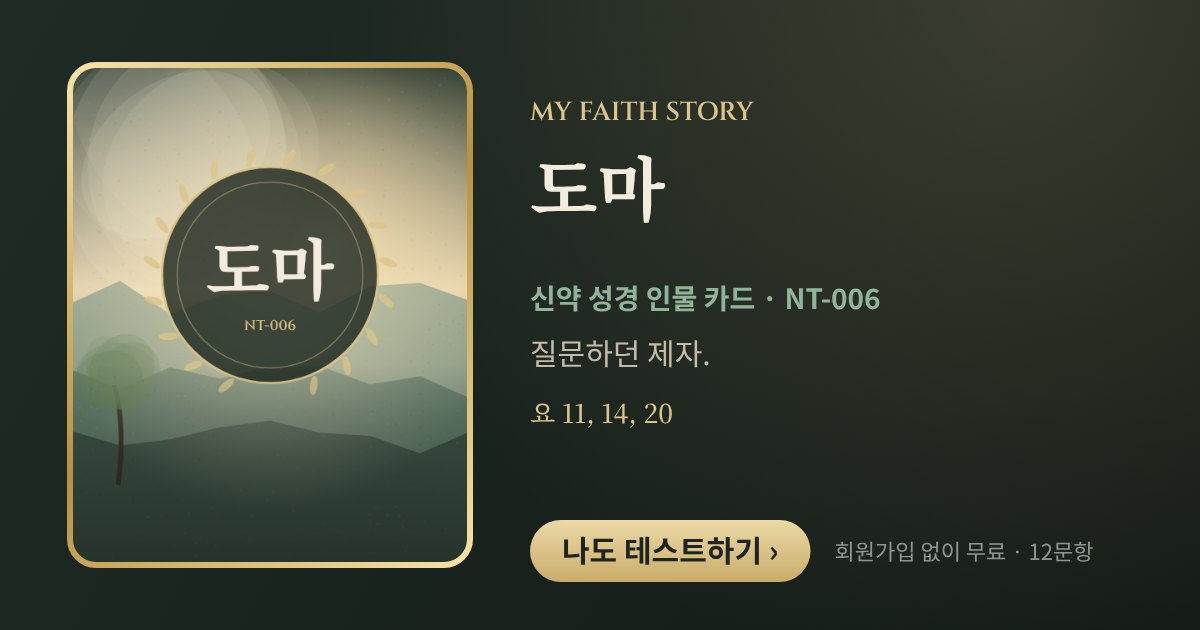 도마
NT-006
MY FAITH STORY
도마
신약 성경 인물 카드 · NT-006
질문하던 제자.
요 11, 14, 20
나도 테스트하기 ›
회원가입 없이 무료 · 12문항